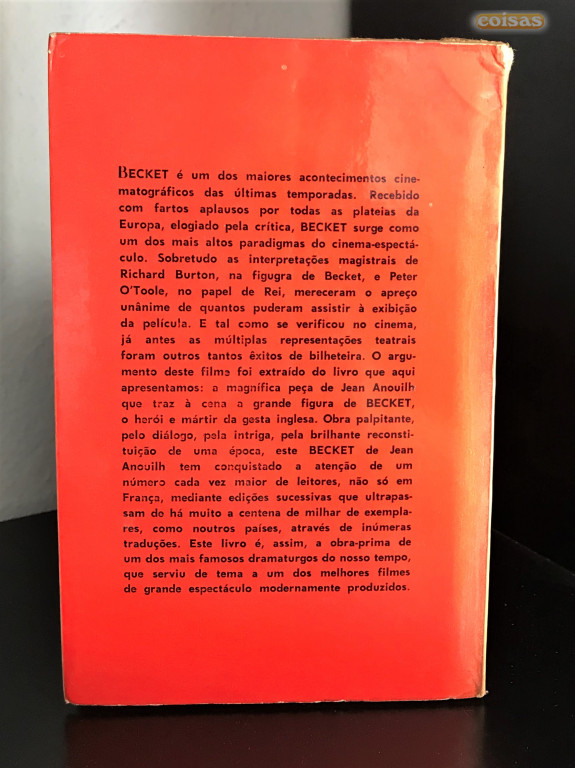 coisas
BECKET é um dos maiores acontecimentos cine-
matográficos das últimas temporadas. Recebido
com fartos aplausos por todas as plateias da
Europa, elogiado pela crítica, BECKET surge como
um dos mais altos paradigmas do cinema-espectá-
culo. Sobretudo as interpretações magistrais de
Richard Burton, na figugra de Becket, e Peter
O'Toole, no papel de Rei, mereceram o apreço
unânime de quantos puderam assistir à exibição
da película. E tal como se verificou no cinema,
já antes as múltiplas representações teatrais
foram outros tantos êxitos de bilheteira. O argu-
mento deste filme foi extraído do livro que aqui
apresentamos: a magnífica peça de Jean Anouilh
que traz à cena a grande figura de BECKET,
o herói e mártir da gesta inglesa. Obra palpitante,
pelo diálogo, pela intriga, pela brilhante reconsti-
tuição de uma época, este BECKET de Jean
Anouilh tem conquistado a atenção de um
número cada vez maior de leitores, não só em
França, mediante edições sucessivas que ultrapas-
sam de há muito a centena de milhar de exempla-
res, como noutros países, através de inúmeras
traduções. Este livro é, assim, a obra-prima de
um dos mais famosos dramaturgos do nosso tempo,
que serviu de tema a um dos melhores filmes
de grande espectáculo modernamente produzidos.